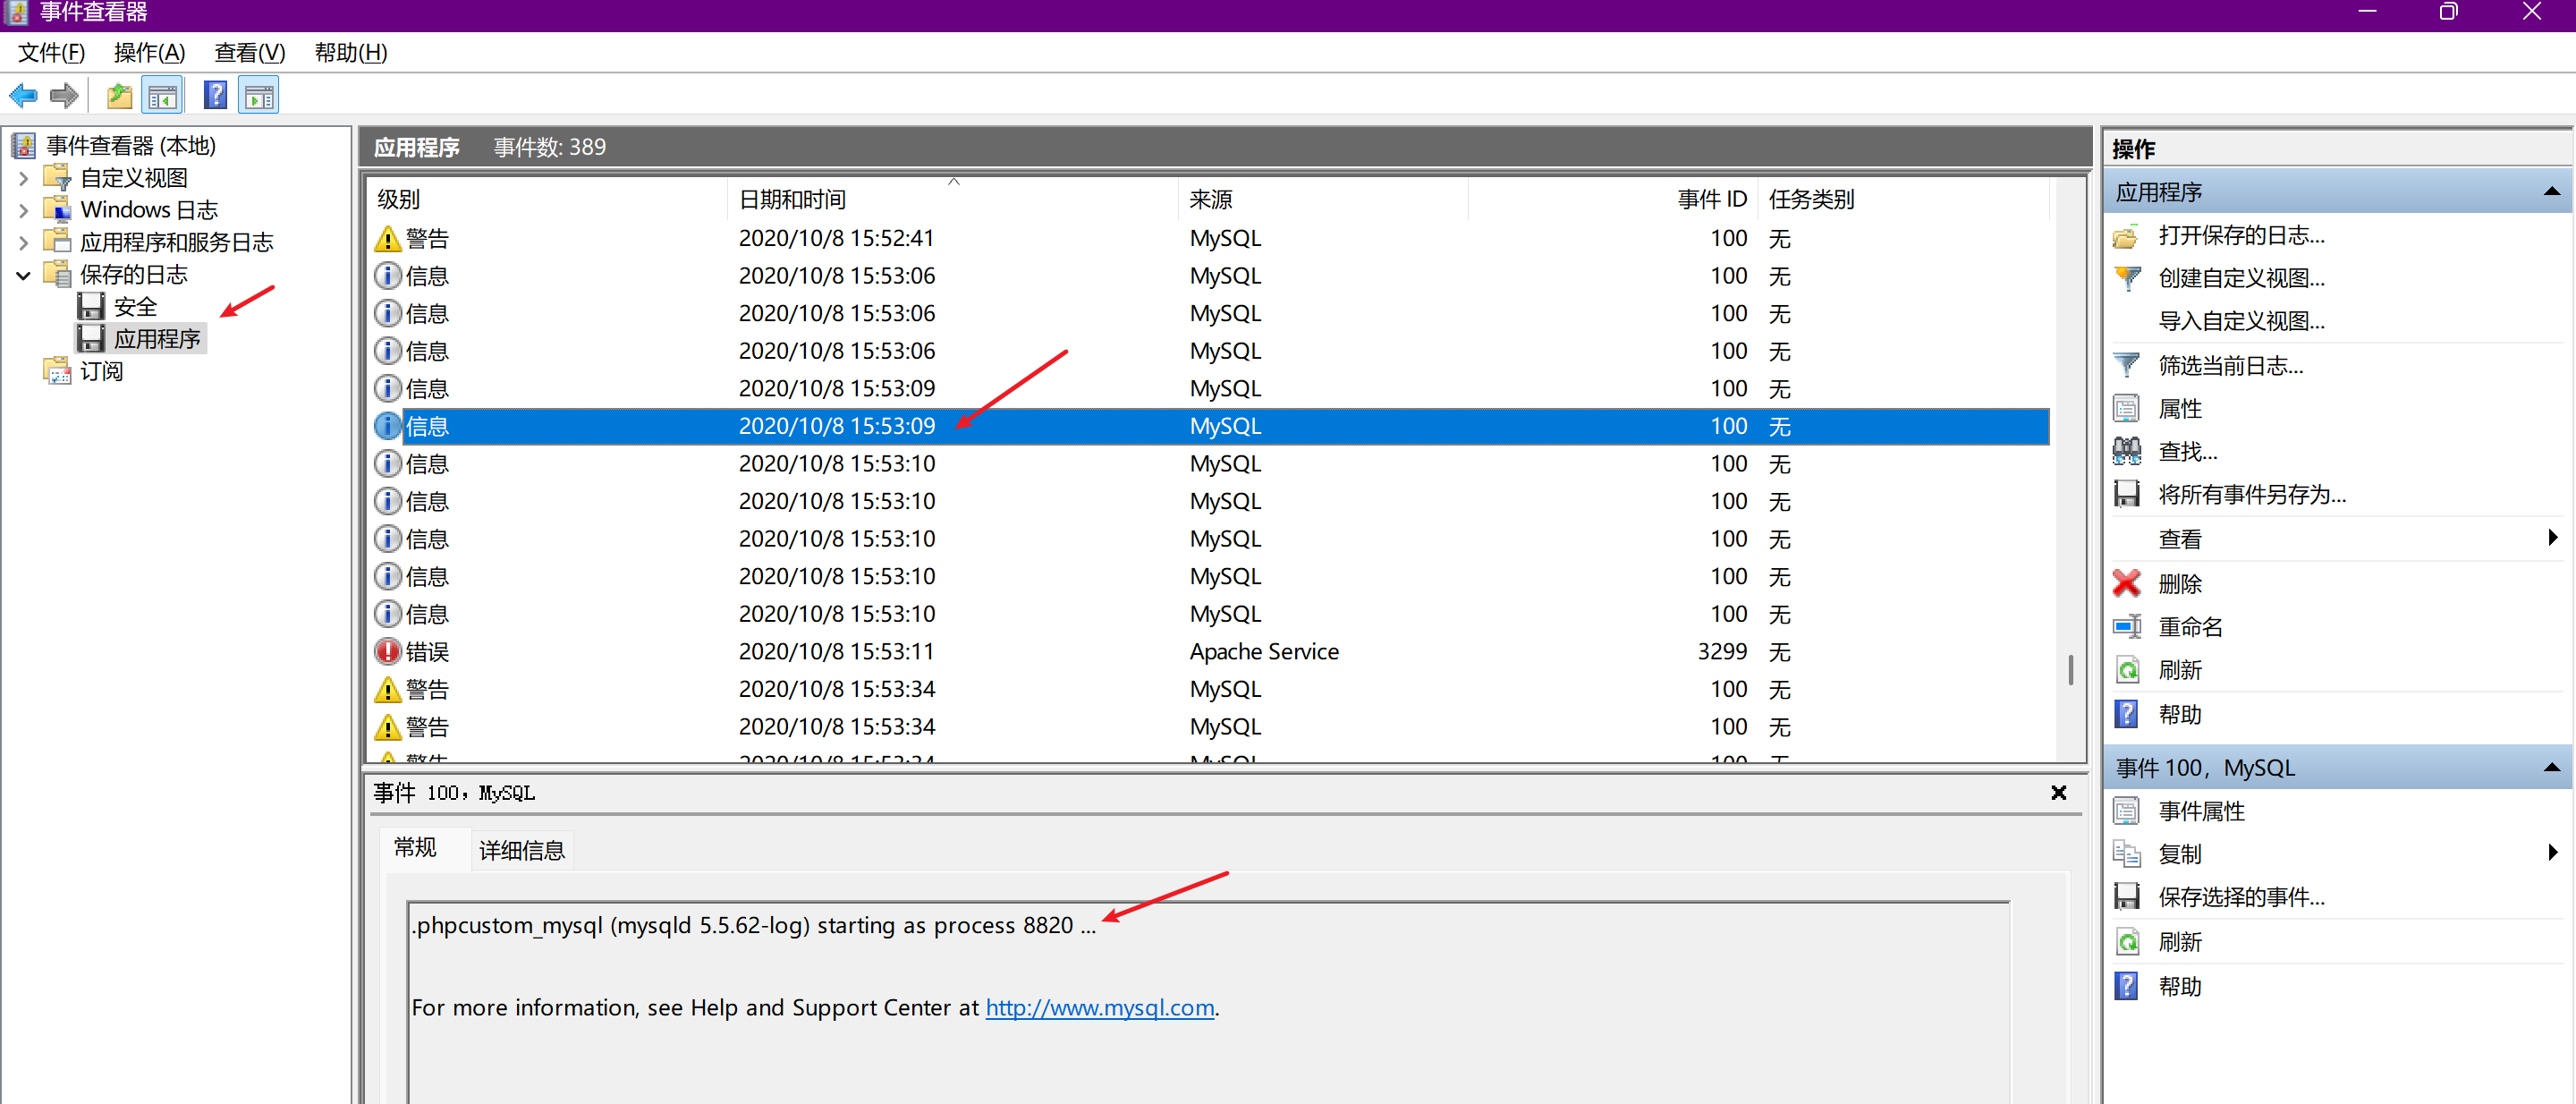 事件查看器
文件(F) 操作(A) 查看(V) 帮助(H)
事件查看器 (本地)
自定义视图
Windows 日志
应用程序和服务日志
保存的日志
安全
应用程序
订阅
应用程序 事件数: 389
级别 日期和时间 来源 事件 ID 任务类别
警告 2020/10/8 15:52:41 MySQL 100 无
信息 2020/10/8 15:53:06 MySQL 100 无
信息 2020/10/8 15:53:06 MySQL 100 无
信息 2020/10/8 15:53:06 MySQL 100 无
信息 2020/10/8 15:53:09 MySQL 100 无
信息 2020/10/8 15:53:09 MySQL 100 无
信息 2020/10/8 15:53:10 MySQL 100 无
信息 2020/10/8 15:53:10 MySQL 100 无
信息 2020/10/8 15:53:10 MySQL 100 无
信息 2020/10/8 15:53:10 MySQL 100 无
信息 2020/10/8 15:53:10 MySQL 100 无
错误 2020/10/8 15:53:11 Apache Service 3299 无
警告 2020/10/8 15:53:34 MySQL 100 无
警告 2020/10/8 15:53:34 MySQL 100 无
警告 2020/10/8 15:53:34 MySQL 100 无
事件 100，MySQL
常规 详细信息
.phpcustom_mysql (mysqld 5.5.62-log) starting as process 8820 ...
For more information, see Help and Support Center at http://www.mysql.com.
操作
应用程序
打开保存的日志...
创建自定义视图...
导入自定义视图...
筛选当前日志...
属性
查找...
将所有事件另存为...
查看
删除
重命名
刷新
帮助
事件 100，MySQL
事件属性
复制
保存选择的事件...
刷新
帮助